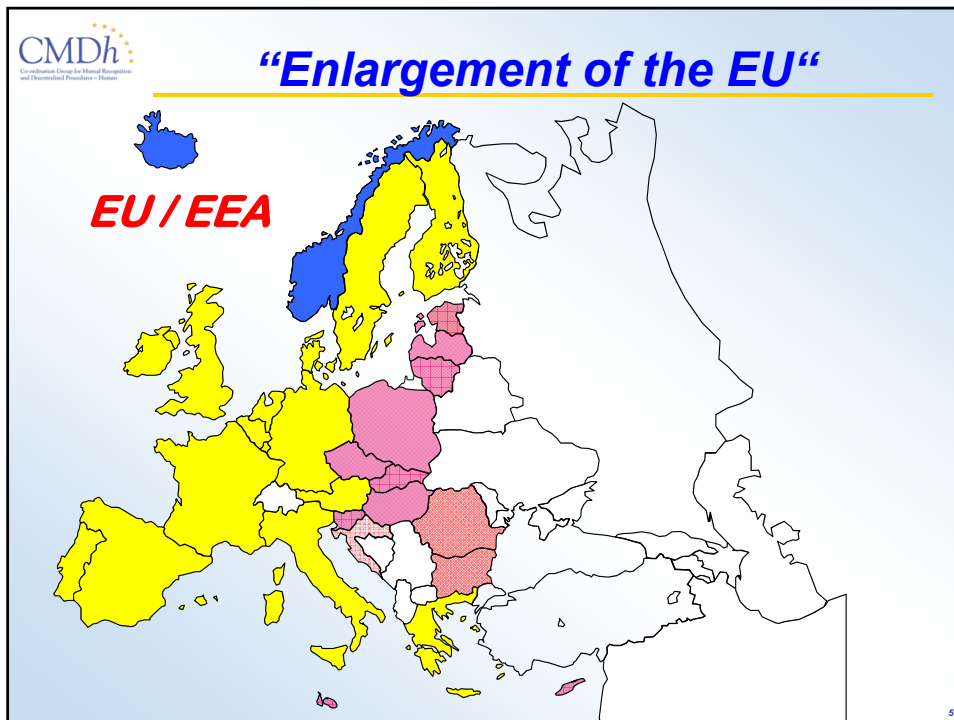 CMDh
Co-ordination Group for Mutual Recognition
and Decentralised Procedures – Human
“Enlargement of the EU“
EU / EEA
5